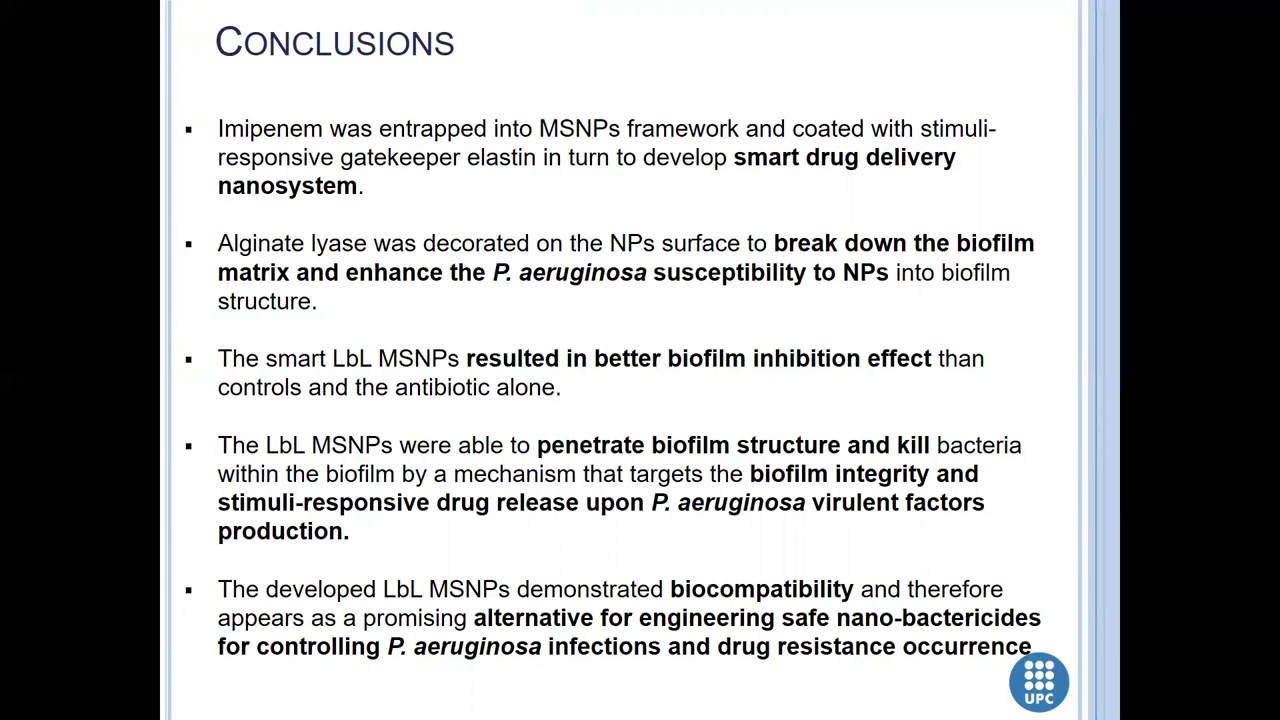 CONCLUSIONS
▪ Imipenem was entrapped into MSNPs framework and coated with stimuli-
responsive gatekeeper elastin in turn to develop smart drug delivery
nanosystem.
▪ Alginate lyase was decorated on the NPs surface to break down the biofilm
matrix and enhance the P. aeruginosa susceptibility to NPs into biofilm
structure.
▪ The smart LbL MSNPs resulted in better biofilm inhibition effect than
controls and the antibiotic alone.
▪ The LbL MSNPs were able to penetrate biofilm structure and kill bacteria
within the biofilm by a mechanism that targets the biofilm integrity and
stimuli-responsive drug release upon P. aeruginosa virulent factors
production.
▪ The developed LbL MSNPs demonstrated biocompatibility and therefore
appears as a promising alternative for engineering safe nano-bactericides
for controlling P. aeruginosa infections and drug resistance occurrence
UPC